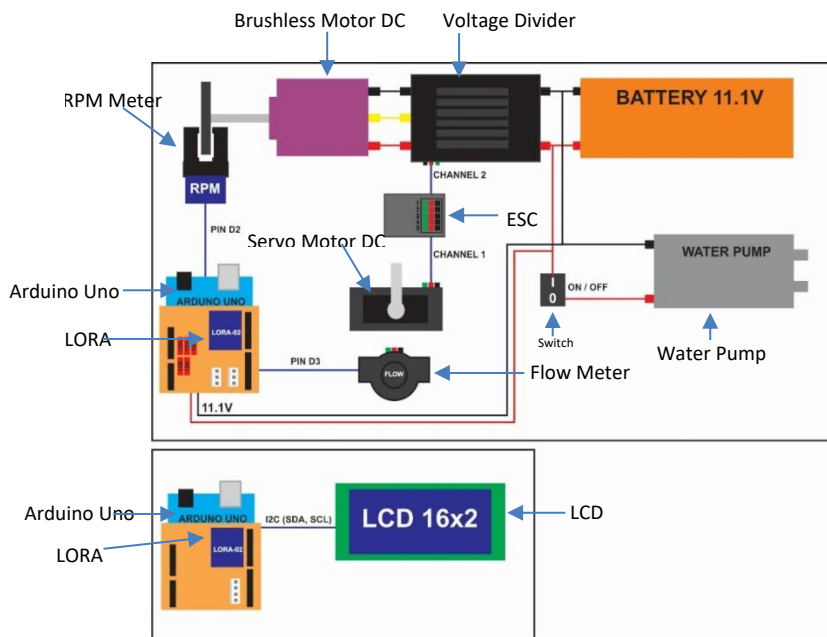 Brushless Motor DC
Voltage Divider
RPM Meter
BATTERY 11.1V
RPM
CHANNEL 2
ESC
PIN D2
Servo Motor DC
CHANNEL 1
WATER PUMP
Arduino Uno
ARDUINO UNO
I
0
ON / OFF
LORA
LORA-02
Switch
Water Pump
PIN D3
FLOW
Flow Meter
11.1V
Arduino Uno
ARDUINO UNO
I2C (SDA, SCL)
LCD 16x2
LCD
LORA
LORA-02